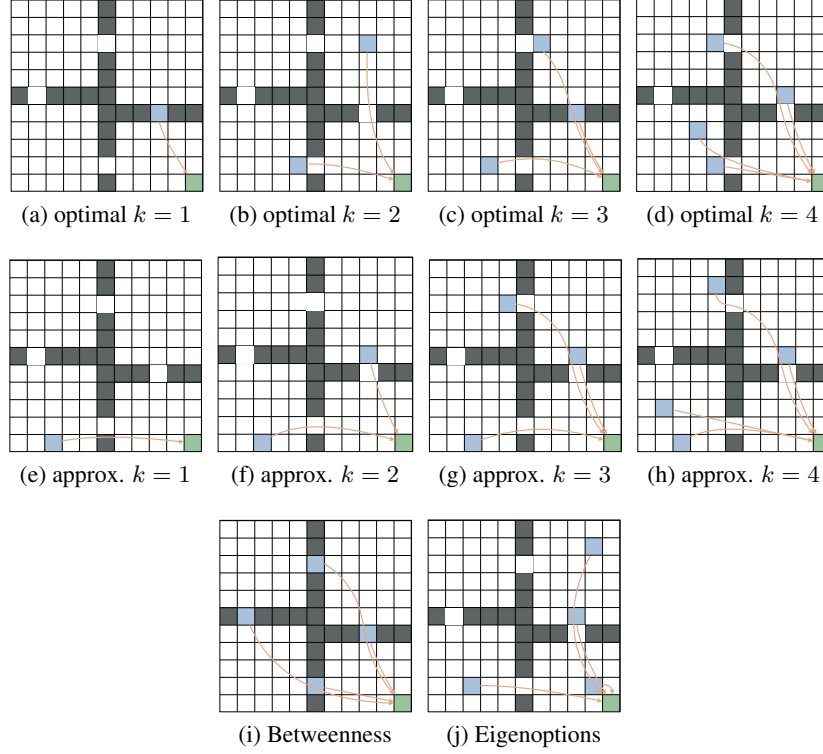 (a) optimal k = 1 (b) optimal k = 2 (c) optimal k = 3 (d) optimal k = 4
(e) approx. k = 1 (f) approx. k = 2 (g) approx. k = 3 (h) approx. k = 4
(i) Betweenness (j) Eigenoptions